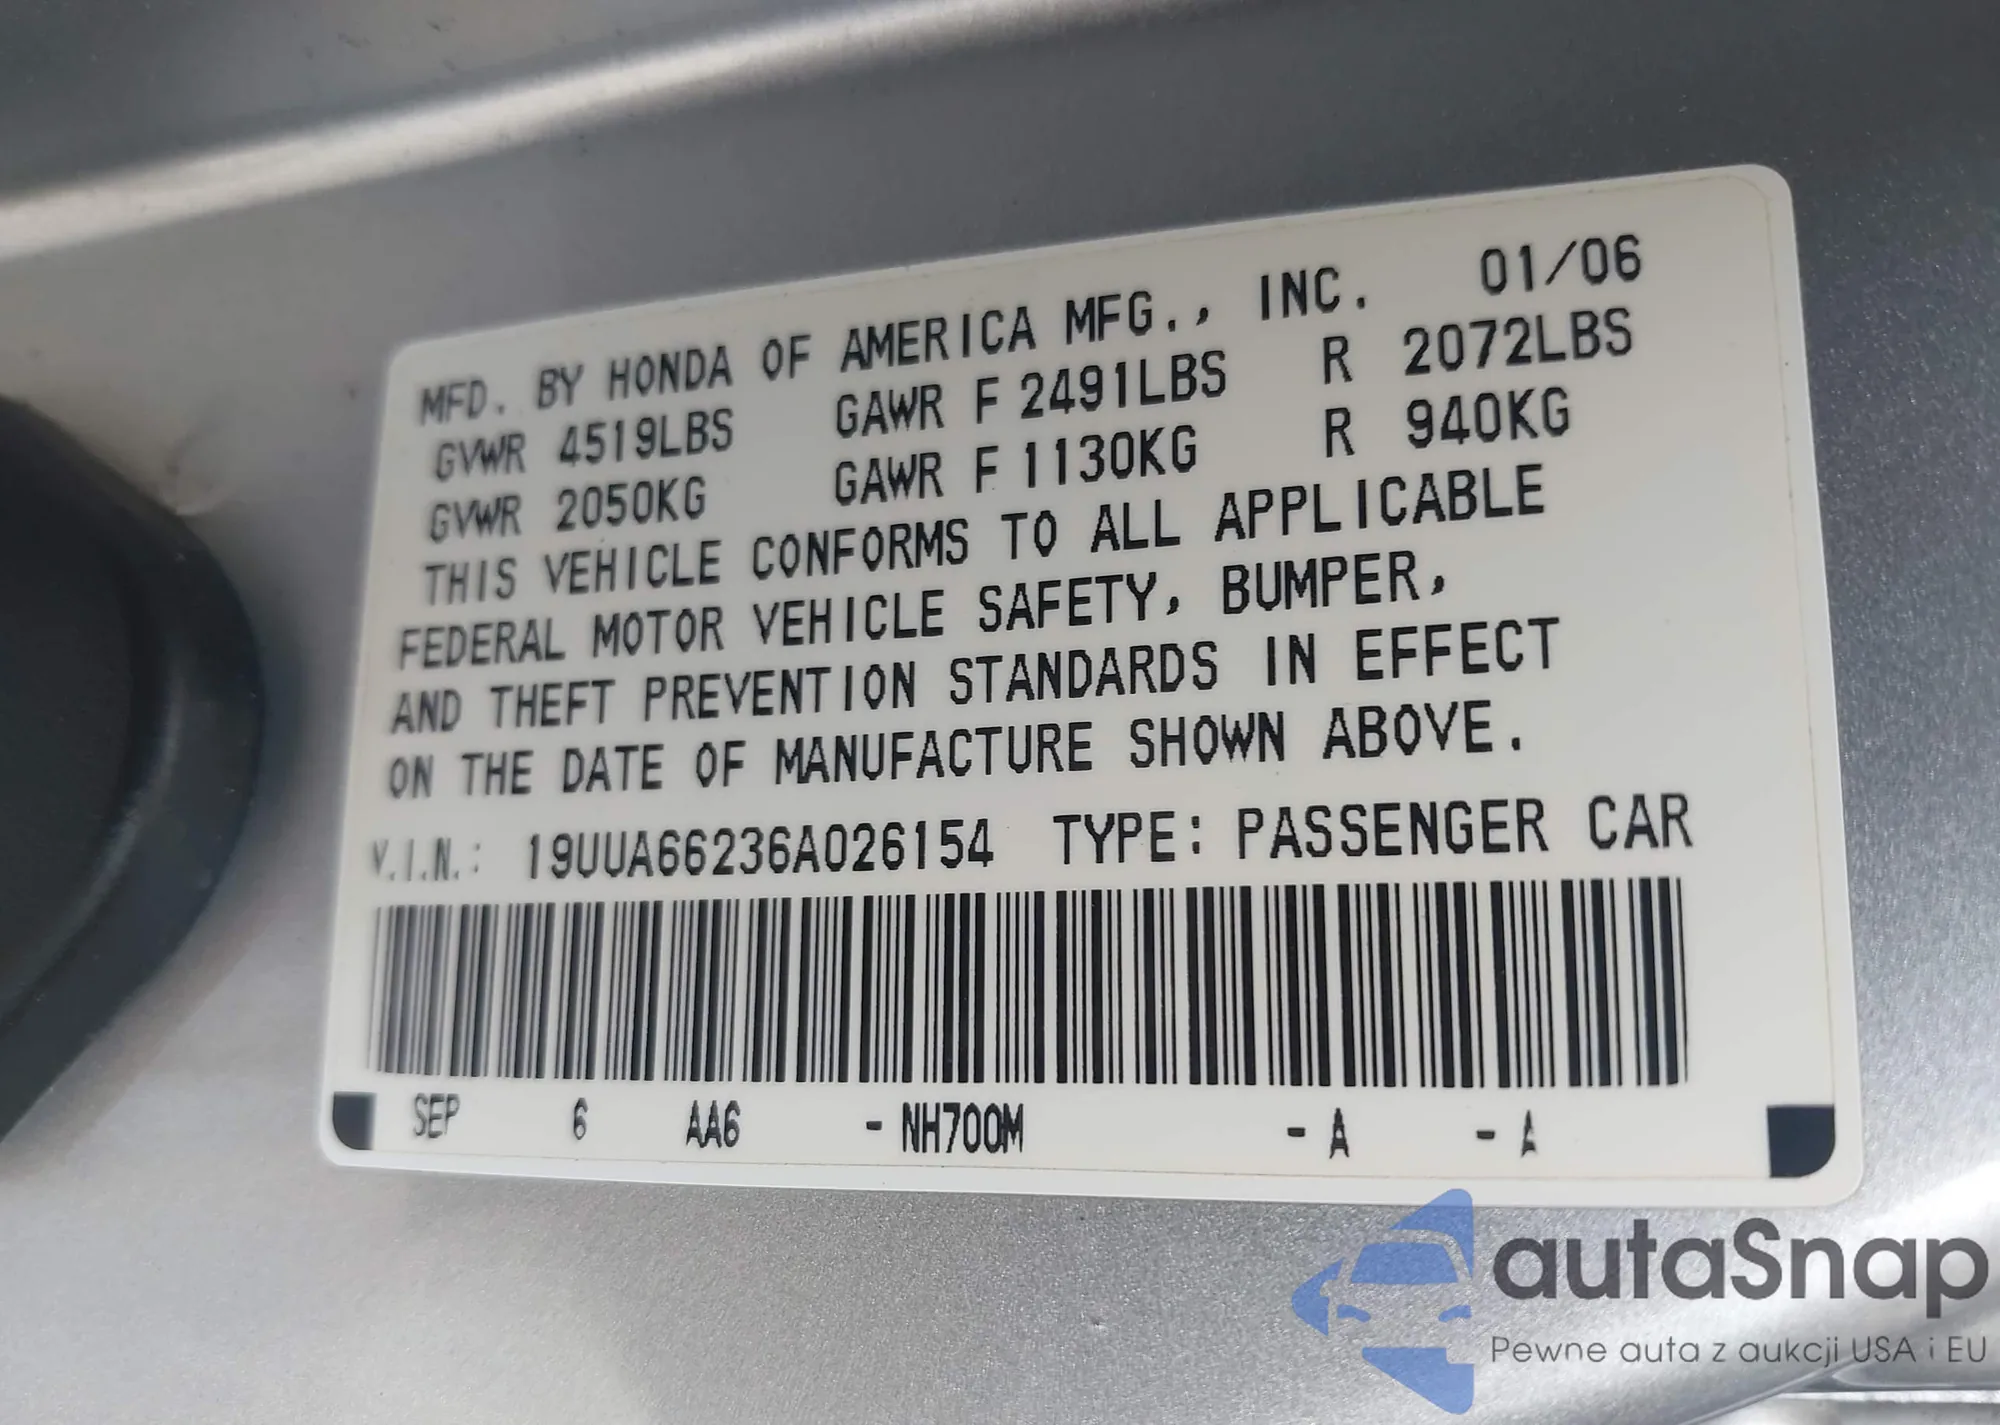 MFD. BY HONDA OF AMERICA MFG., INC. 01/06
GVWR 4519LBS GAWR F 2491LBS R 2072LBS
GVWR 2050KG GAWR F 1130KG R 940KG
THIS VEHICLE CONFORMS TO ALL APPLICABLE
FEDERAL MOTOR VEHICLE SAFETY, BUMPER,
AND THEFT PREVENTION STANDARDS IN EFFECT
ON THE DATE OF MANUFACTURE SHOWN ABOVE.
V.I.N.: 19UUA66236A026154 TYPE: PASSENGER CAR
SEP 6 AA6 - NH700M - A - A
autaSnap
Pewne auta z aukcji USA i EU